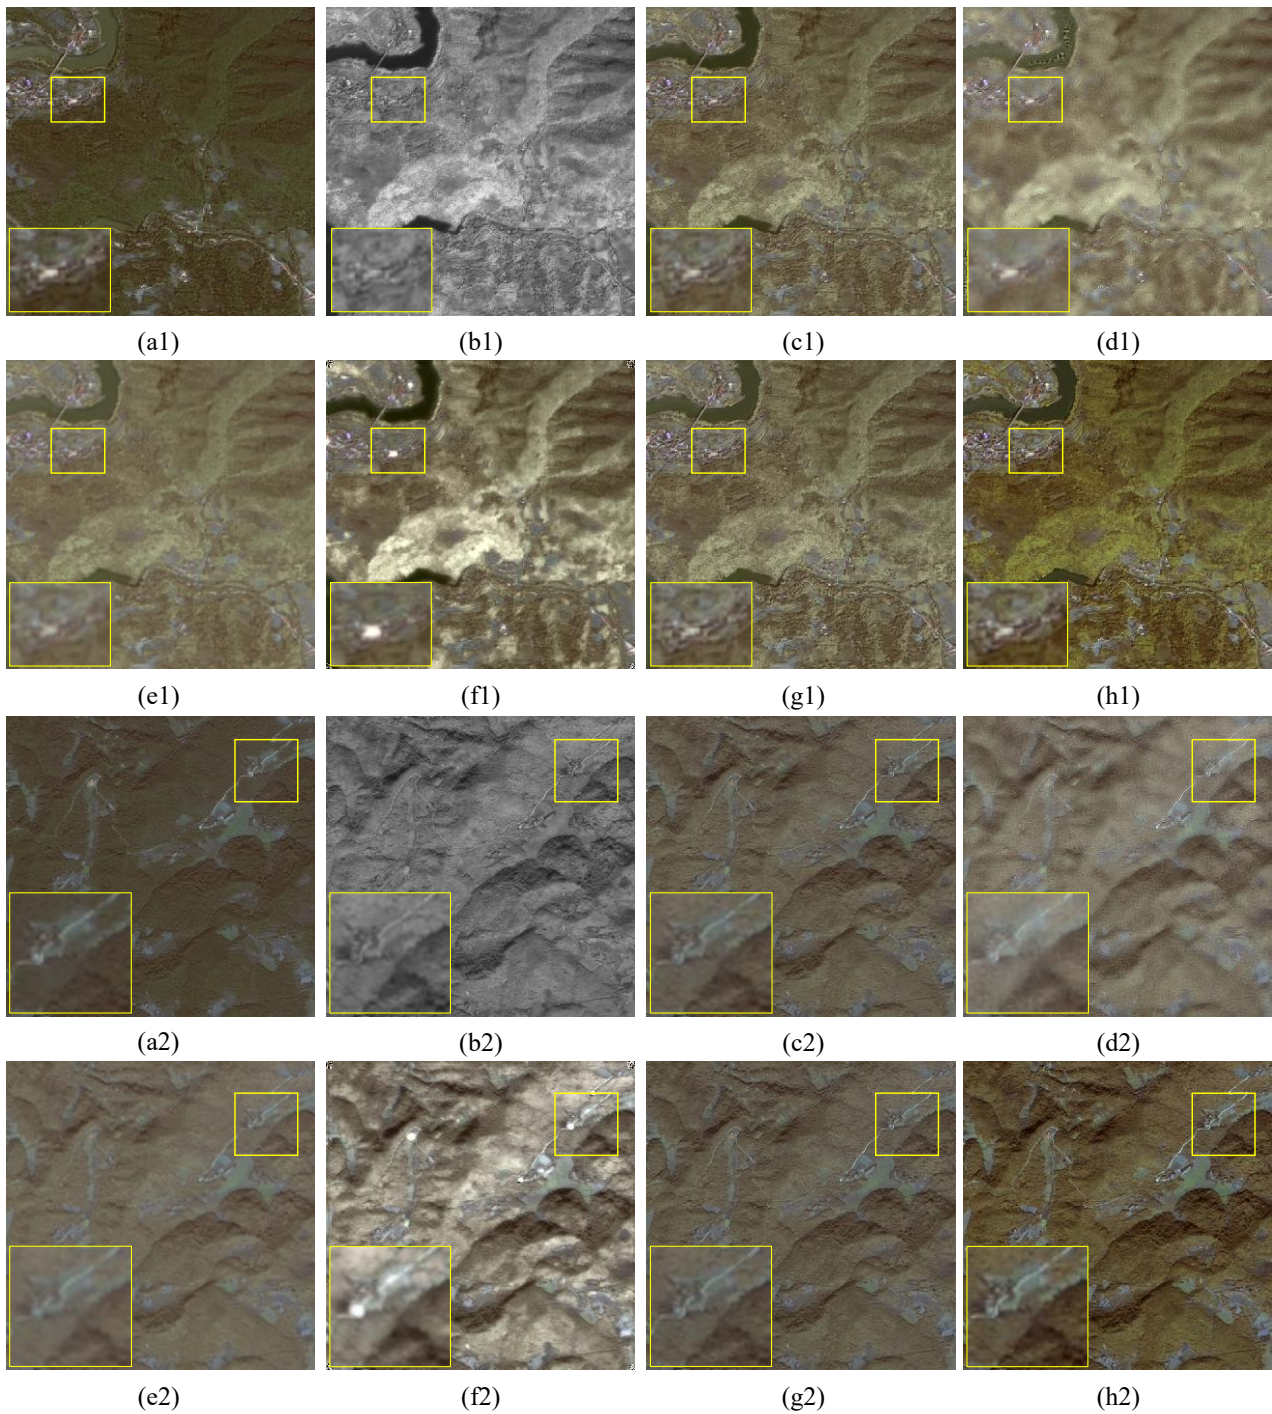 (a1) (b1) (c1) (d1)
(e1) (f1) (g1) (h1)
(a2) (b2) (c2) (d2)
(e2) (f2) (g2) (h2)